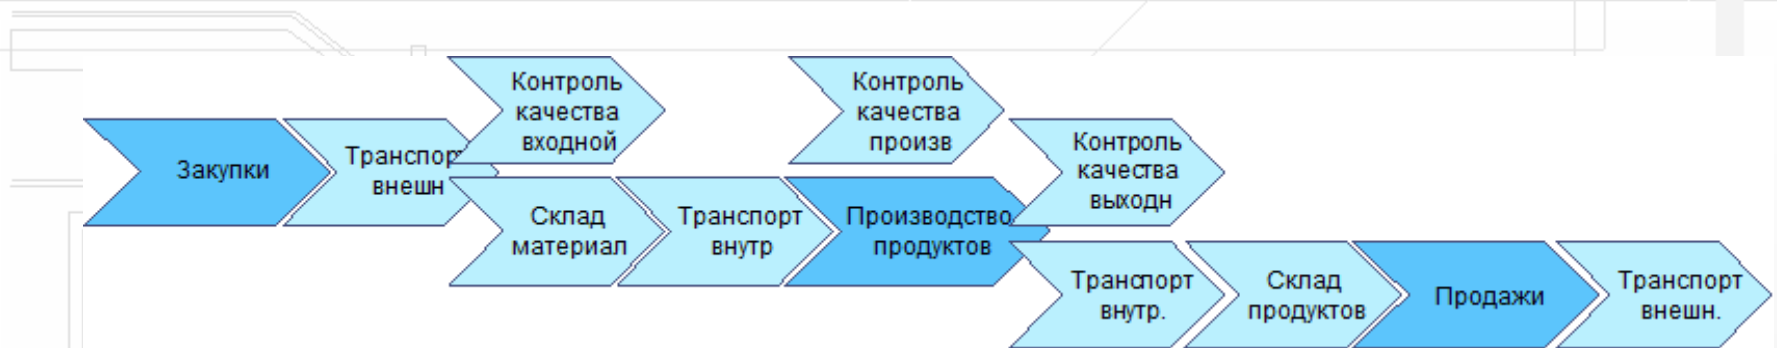 Закупки
Транспор
внешн
Контроль
качества
входной
Склад
материал
Транспорт
внутр
Контроль
качества
произв
Производство
продуктов
Контроль
качества
выходн
Транспорт
внутр.
Склад
продуктов
Продажи
Транспорт
внешн.